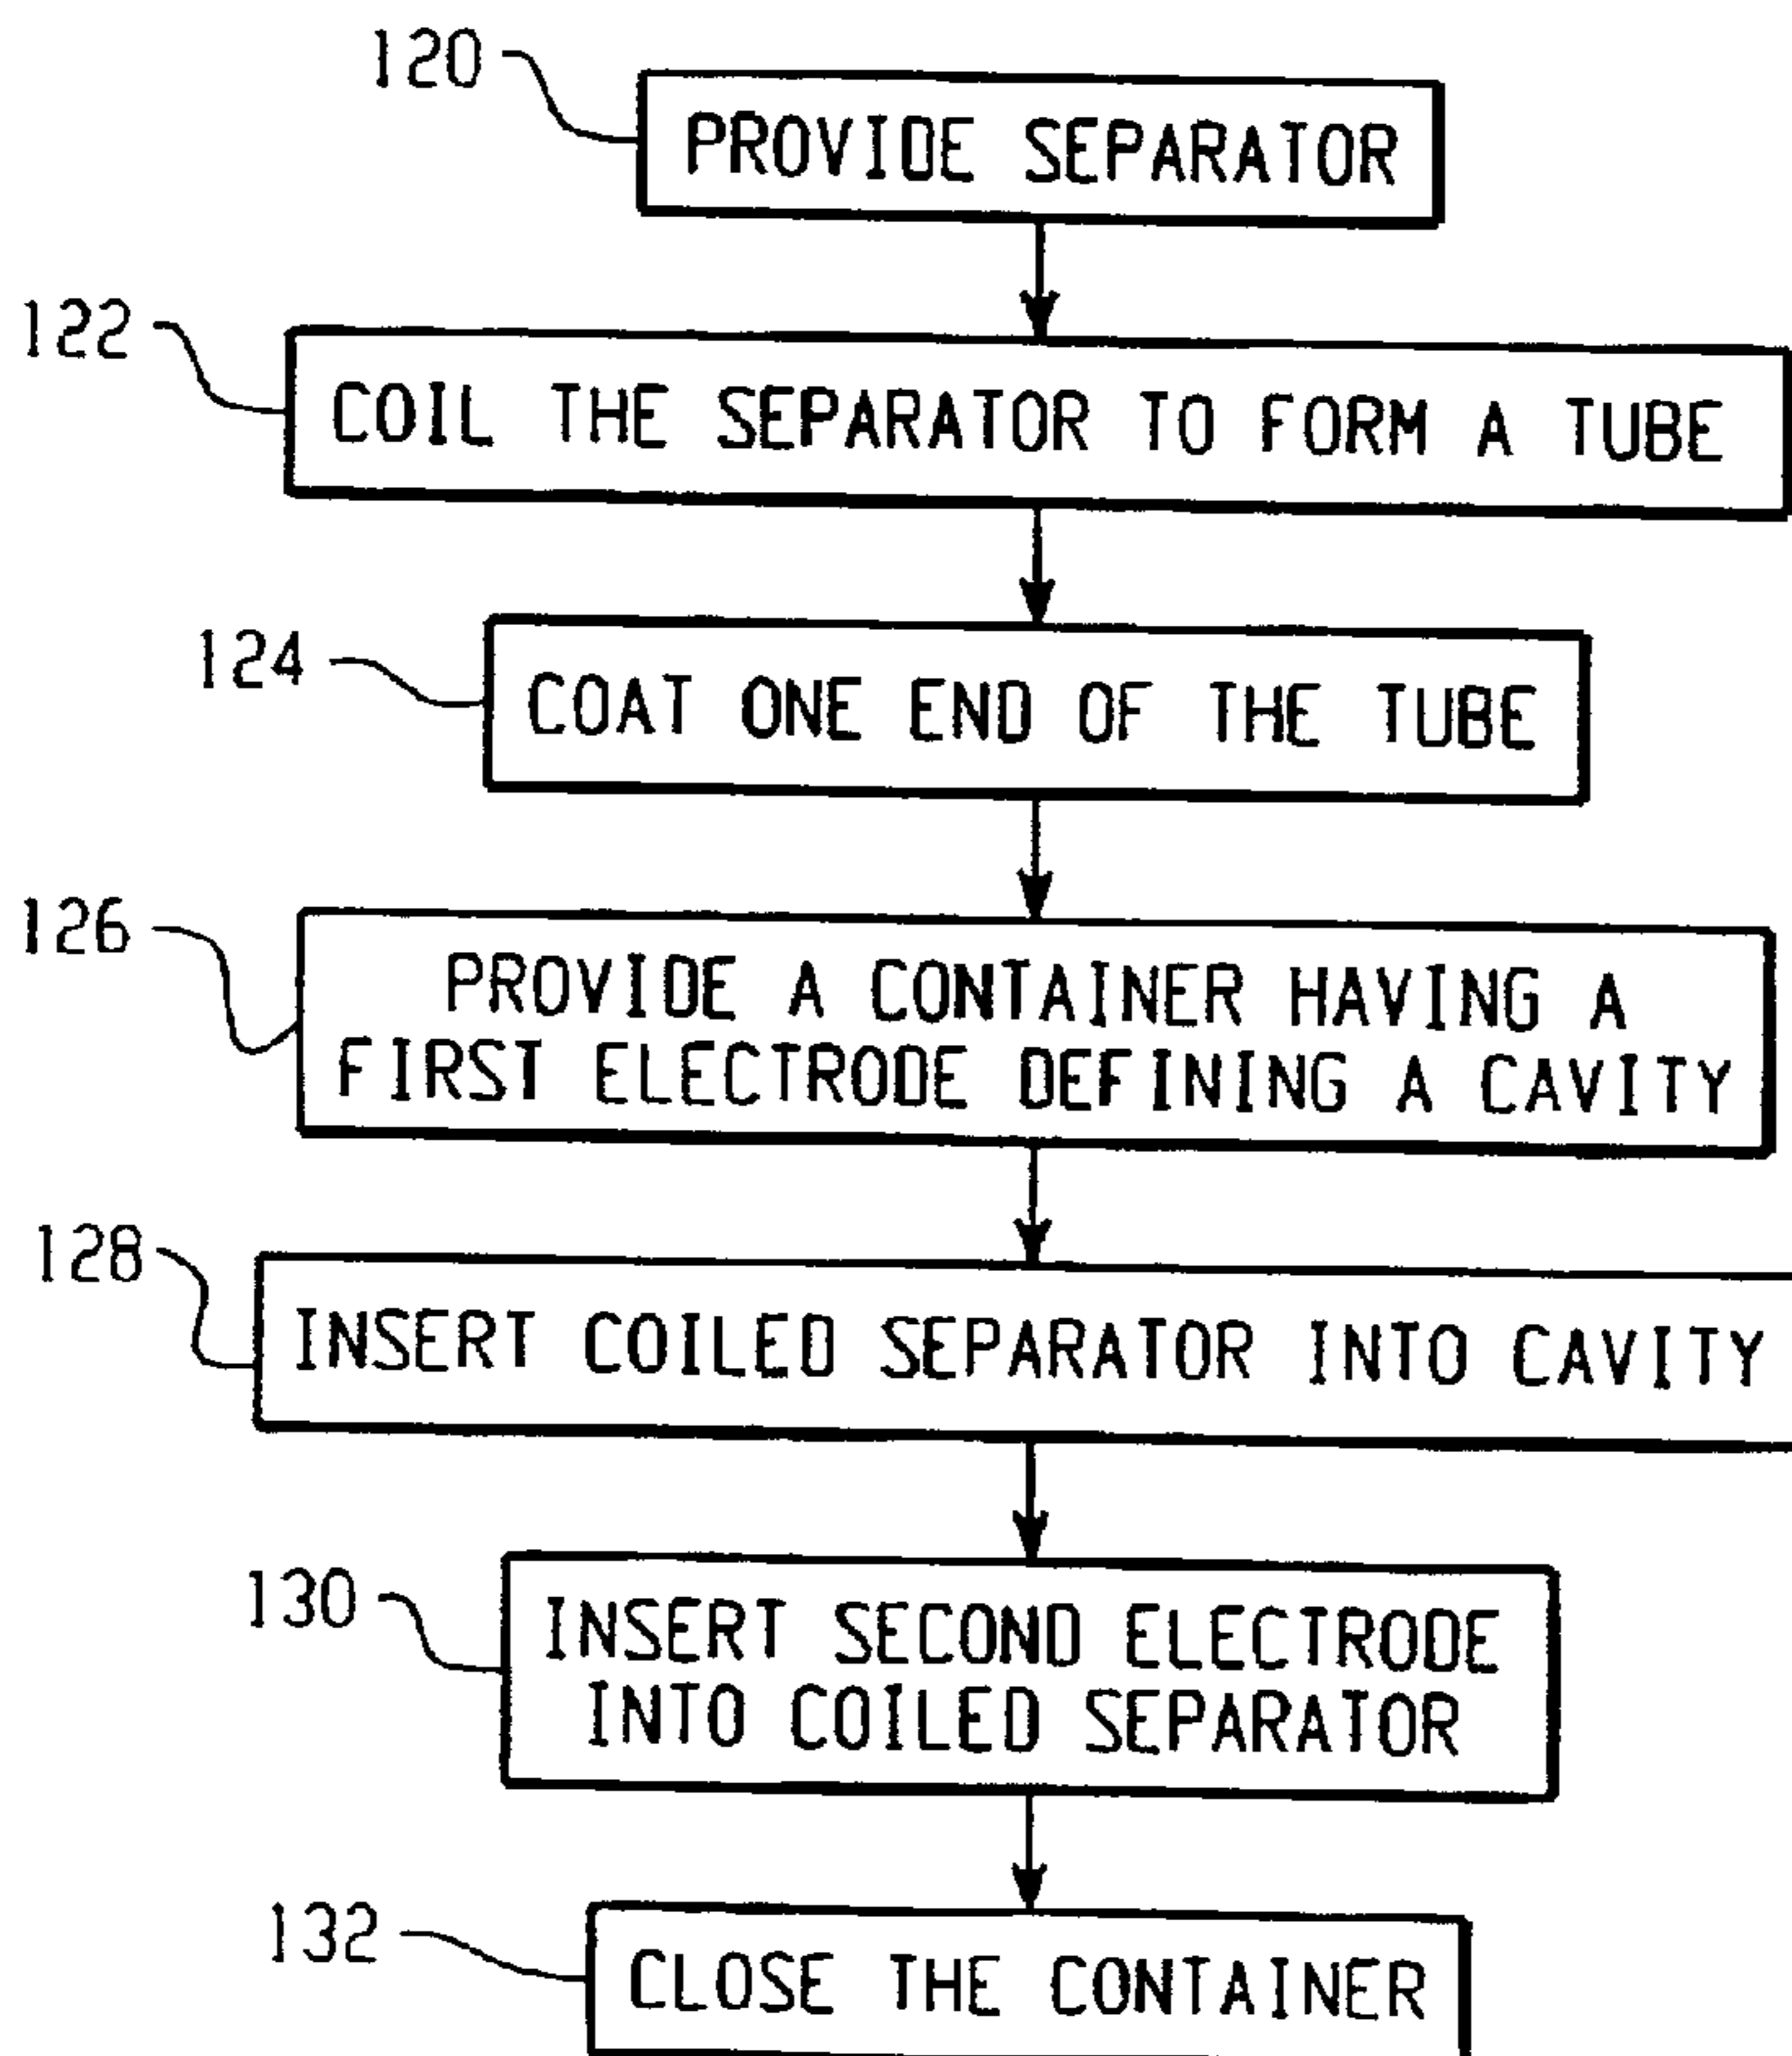 120
PROVIDE SEPARATOR
122
COIL THE SEPARATOR TO FORM A TUBE
124
COAT ONE END OF THE TUBE
126
PROVIDE A CONTAINER HAVING A
FIRST ELECTRODE DEFINING A CAVITY
128
INSERT COILED SEPARATOR INTO CAVITY
130
INSERT SECOND ELECTRODE
INTO COILED SEPARATOR
132
CLOSE THE CONTAINER